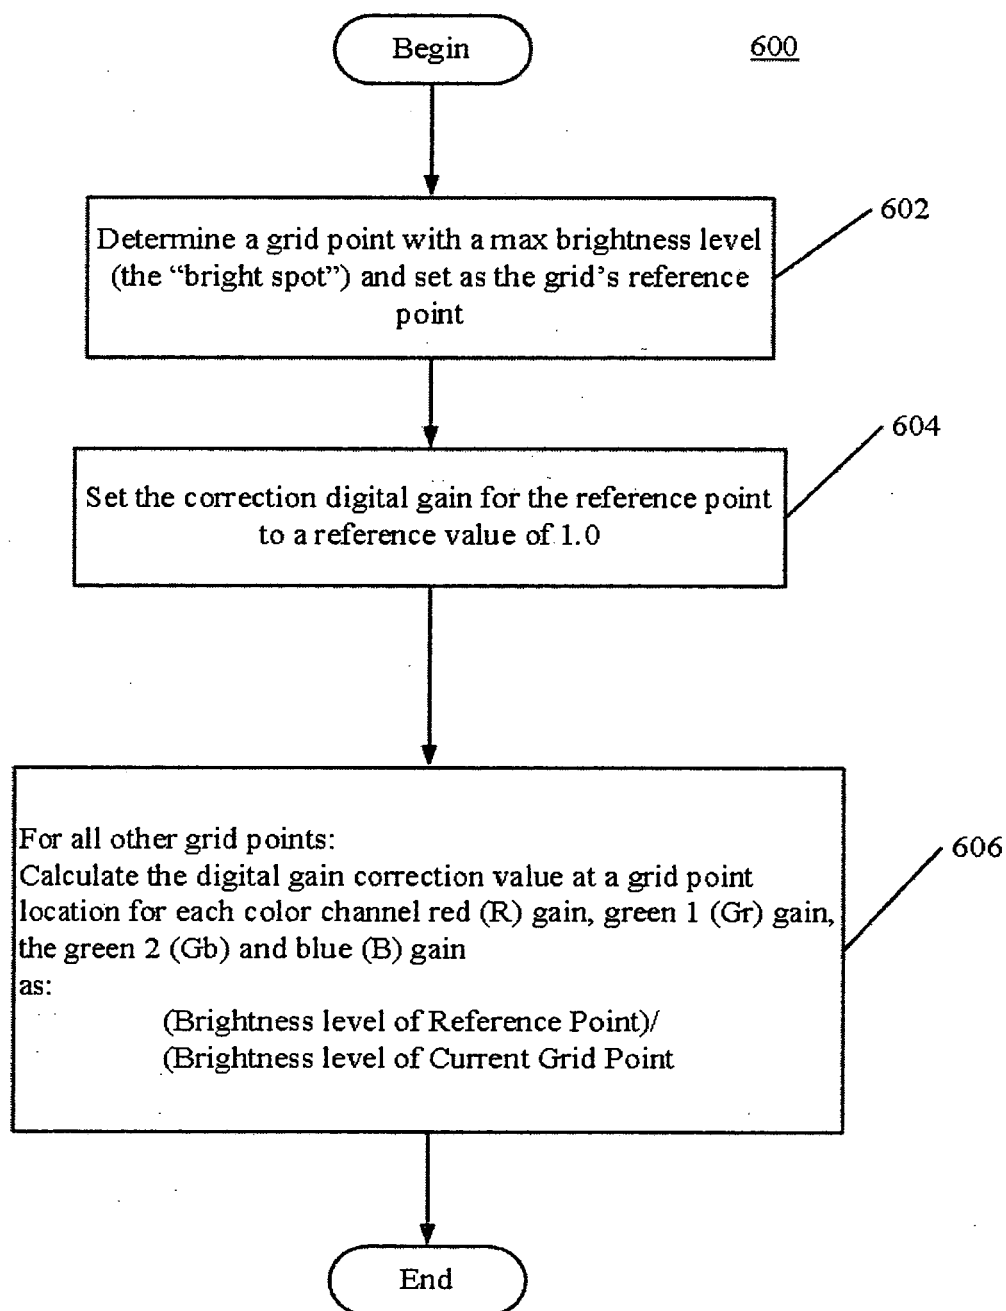 Begin
600
Determine a grid point with a max brightness level
(the “bright spot”) and set as the grid’s reference
point
602
Set the correction digital gain for the reference point
to a reference value of 1.0
604
For all other grid points:
Calculate the digital gain correction value at a grid point
location for each color channel red (R) gain, green 1 (Gr) gain,
the green 2 (Gb) and blue (B) gain
as:
(Brightness level of Reference Point)/
(Brightness level of Current Grid Point
606
End